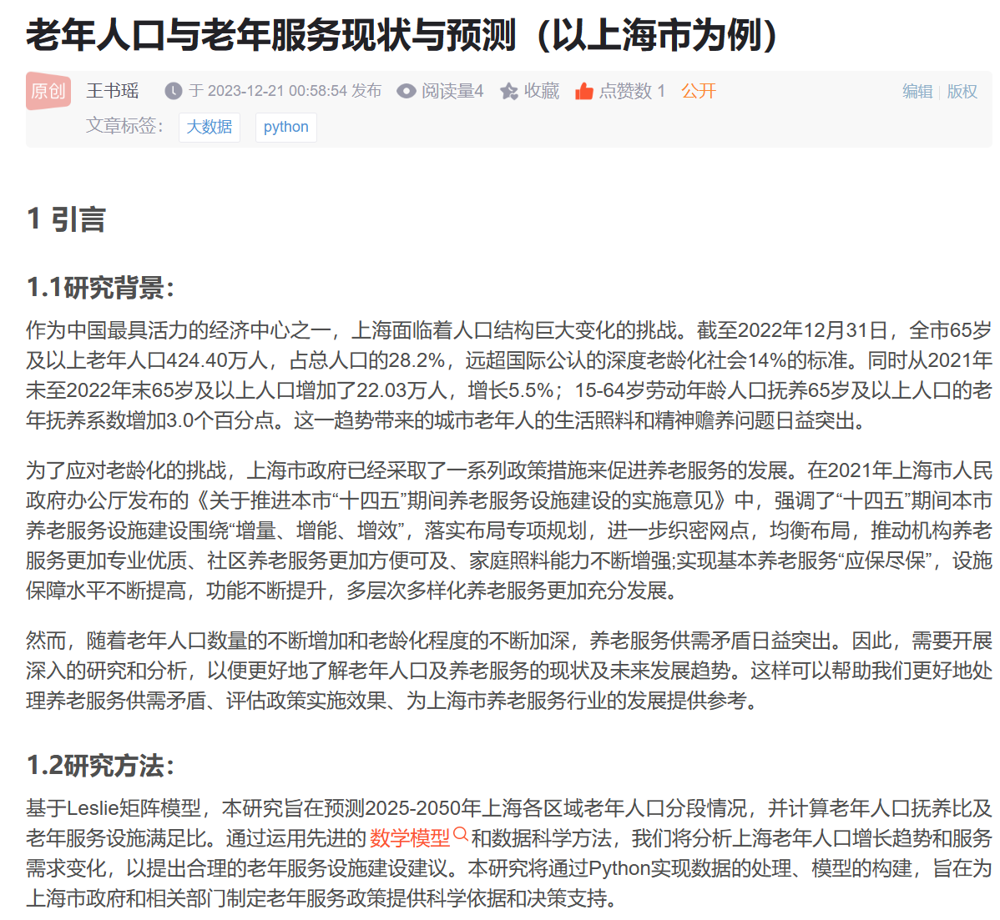 老年人口与老年服务现状与预测（以上海市为例）
原创 王书瑶 于 2023-12-21 00:58:54 发布 阅读量4 收藏 点赞数 1 公开 编辑 版权
文章标签： 大数据 python
1 引言
1.1研究背景：
作为中国最具活力的经济中心之一，上海面临着人口结构巨大变化的挑战。截至2022年12月31日，全市65岁
及以上老年人口424.40万人，占总人口的28.2%，远超国际公认的深度老龄化社会14%的标准。同时从2021年
未至2022年末65岁及以上人口增加了22.03万人，增长5.5%；15-64岁劳动年龄人口抚养65岁及以上人口的老
年抚养系数增加3.0个百分点。这一趋势带来的城市老年人的生活照料和精神赡养问题日益突出。
为了应对老龄化的挑战，上海市政府已经采取了一系列政策措施来促进养老服务的发展。在2021年上海市人民
政府办公厅发布的《关于推进本市“十四五”期间养老服务设施建设的实施意见》中，强调了“十四五”期间本市
养老服务设施建设围绕“增量、增能、增效”，落实布局专项规划，进一步织密网点，均衡布局，推动机构养老
服务更加专业优质、社区养老服务更加方便可及、家庭照料能力不断增强;实现基本养老服务“应保尽保”，设施
保障水平不断提高，功能不断提升，多层次多样化养老服务更加充分发展。
然而，随着老年人口数量的不断增加和老龄化程度的不断加深，养老服务供需矛盾日益突出。因此，需要开展
深入的研究和分析，以便更好地了解老年人口及养老服务的现状及未来发展趋势。这样可以帮助我们更好地处
理养老服务供需矛盾、评估政策实施效果、为上海市养老服务行业的发展提供参考。
1.2研究方法：
基于Leslie矩阵模型，本研究旨在预测2025-2050年上海各区域老年人口分段情况，并计算老年人口抚养比及
老年服务设施满足比。通过运用先进的 数学模型 和数据科学方法，我们将分析上海老年人口增长趋势和服务
需求变化，以提出合理的老年服务设施建设建议。本研究将通过Python实现数据的处理、模型的构建，旨在为
上海市政府和相关部门制定老年服务政策提供科学依据和决策支持。